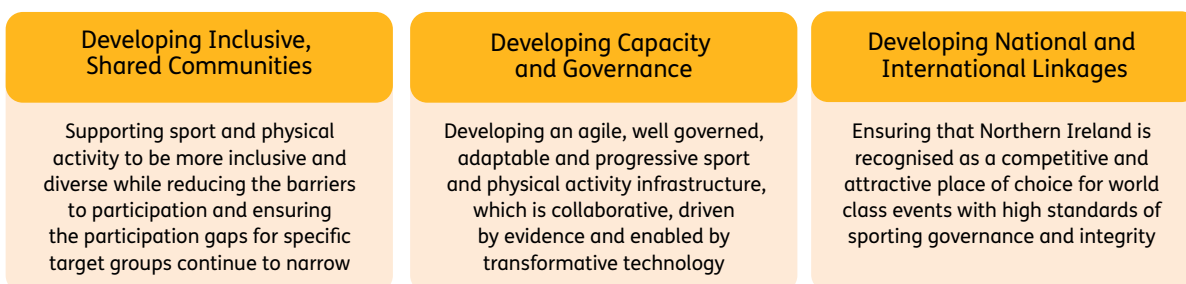 Developing Inclusive,
Shared Communities
Supporting sport and physical
activity to be more inclusive and
diverse while reducing the barriers
to participation and ensuring
the participation gaps for specific
target groups continue to narrow
Developing Capacity
and Governance
Developing an agile, well governed,
adaptable and progressive sport
and physical activity infrastructure,
which is collaborative, driven
by evidence and enabled by
transformative technology
Developing National and
International Linkages
Ensuring that Northern Ireland is
recognised as a competitive and
attractive place of choice for world
class events with high standards of
sporting governance and integrity